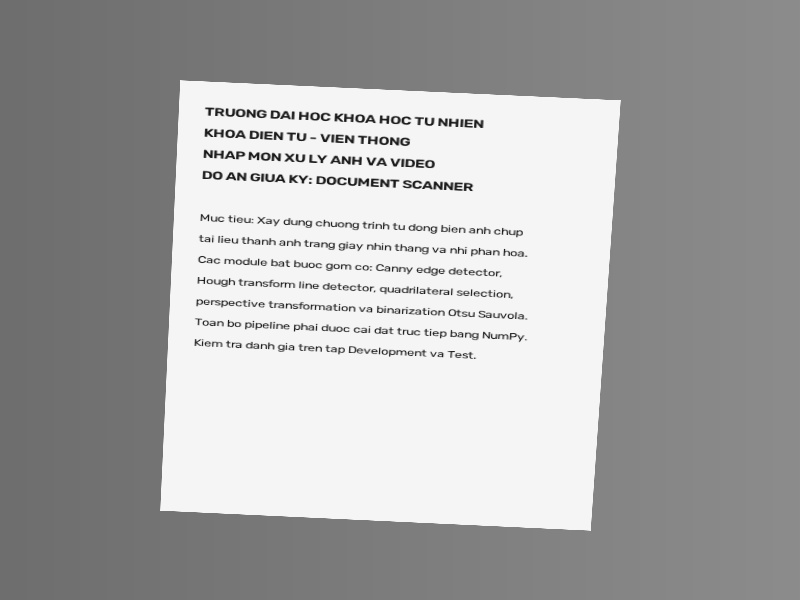 TRUONG DAI HOC KHOA HOC TU NHIEN
KHOA DIEN TU - VIEN THONG
NHAP MON XU LY ANH VA VIDEO
DO AN GIUA KY: DOCUMENT SCANNER
Muc tieu: Xay dung chuong trinh tu dong bien anh chup
tai lieu thanh anh trang giay nhin thang va nhi phan hoa.
Cac module bat buoc gom co: Canny edge detector,
Hough transform line detector, quadrilateral selection,
perspective transformation va binarization Otsu Sauvola.
Toan bo pipeline phai duoc cai dat truc tiep bang NumPy.
Kiem tra danh gia tren tap Development va Test.